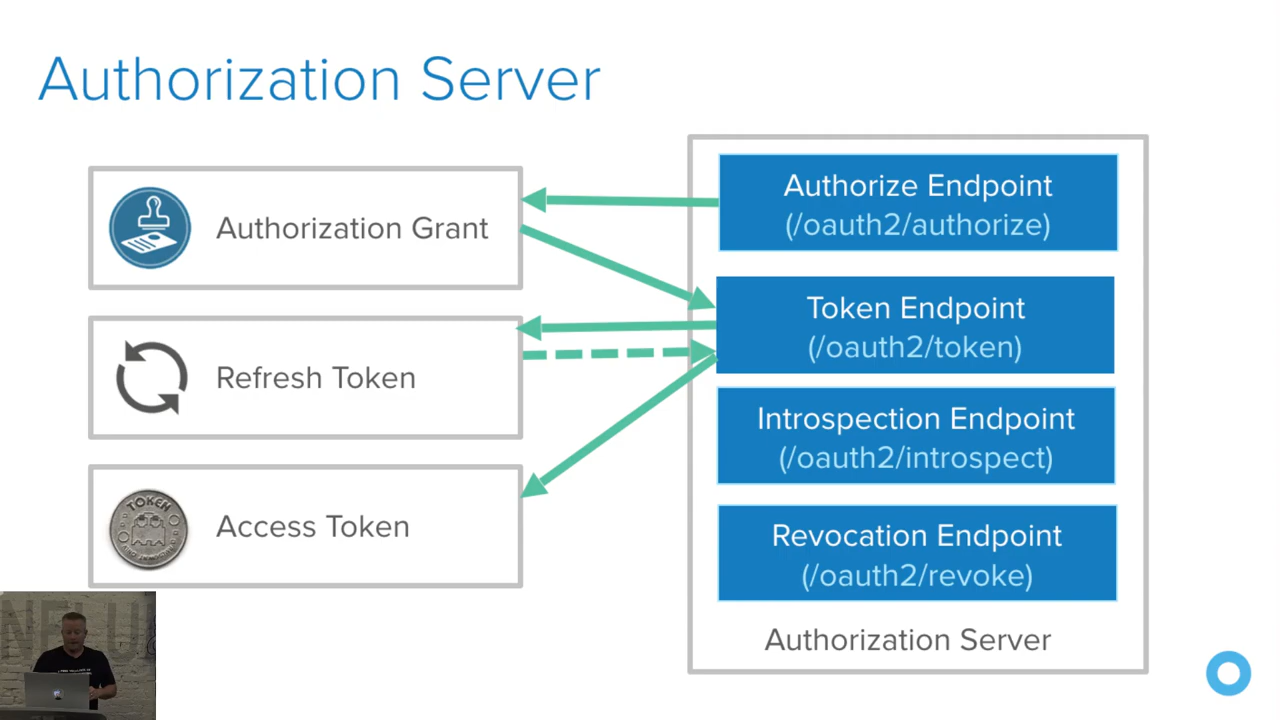 Authorization Server
Authorization Grant
Refresh Token
TOKEN
Access Token
Authorize Endpoint
(/oauth2/authorize)
Token Endpoint
(/oauth2/token)
Introspection Endpoint
(/oauth2/introspect)
Revocation Endpoint
(/oauth2/revoke)
Authorization Server